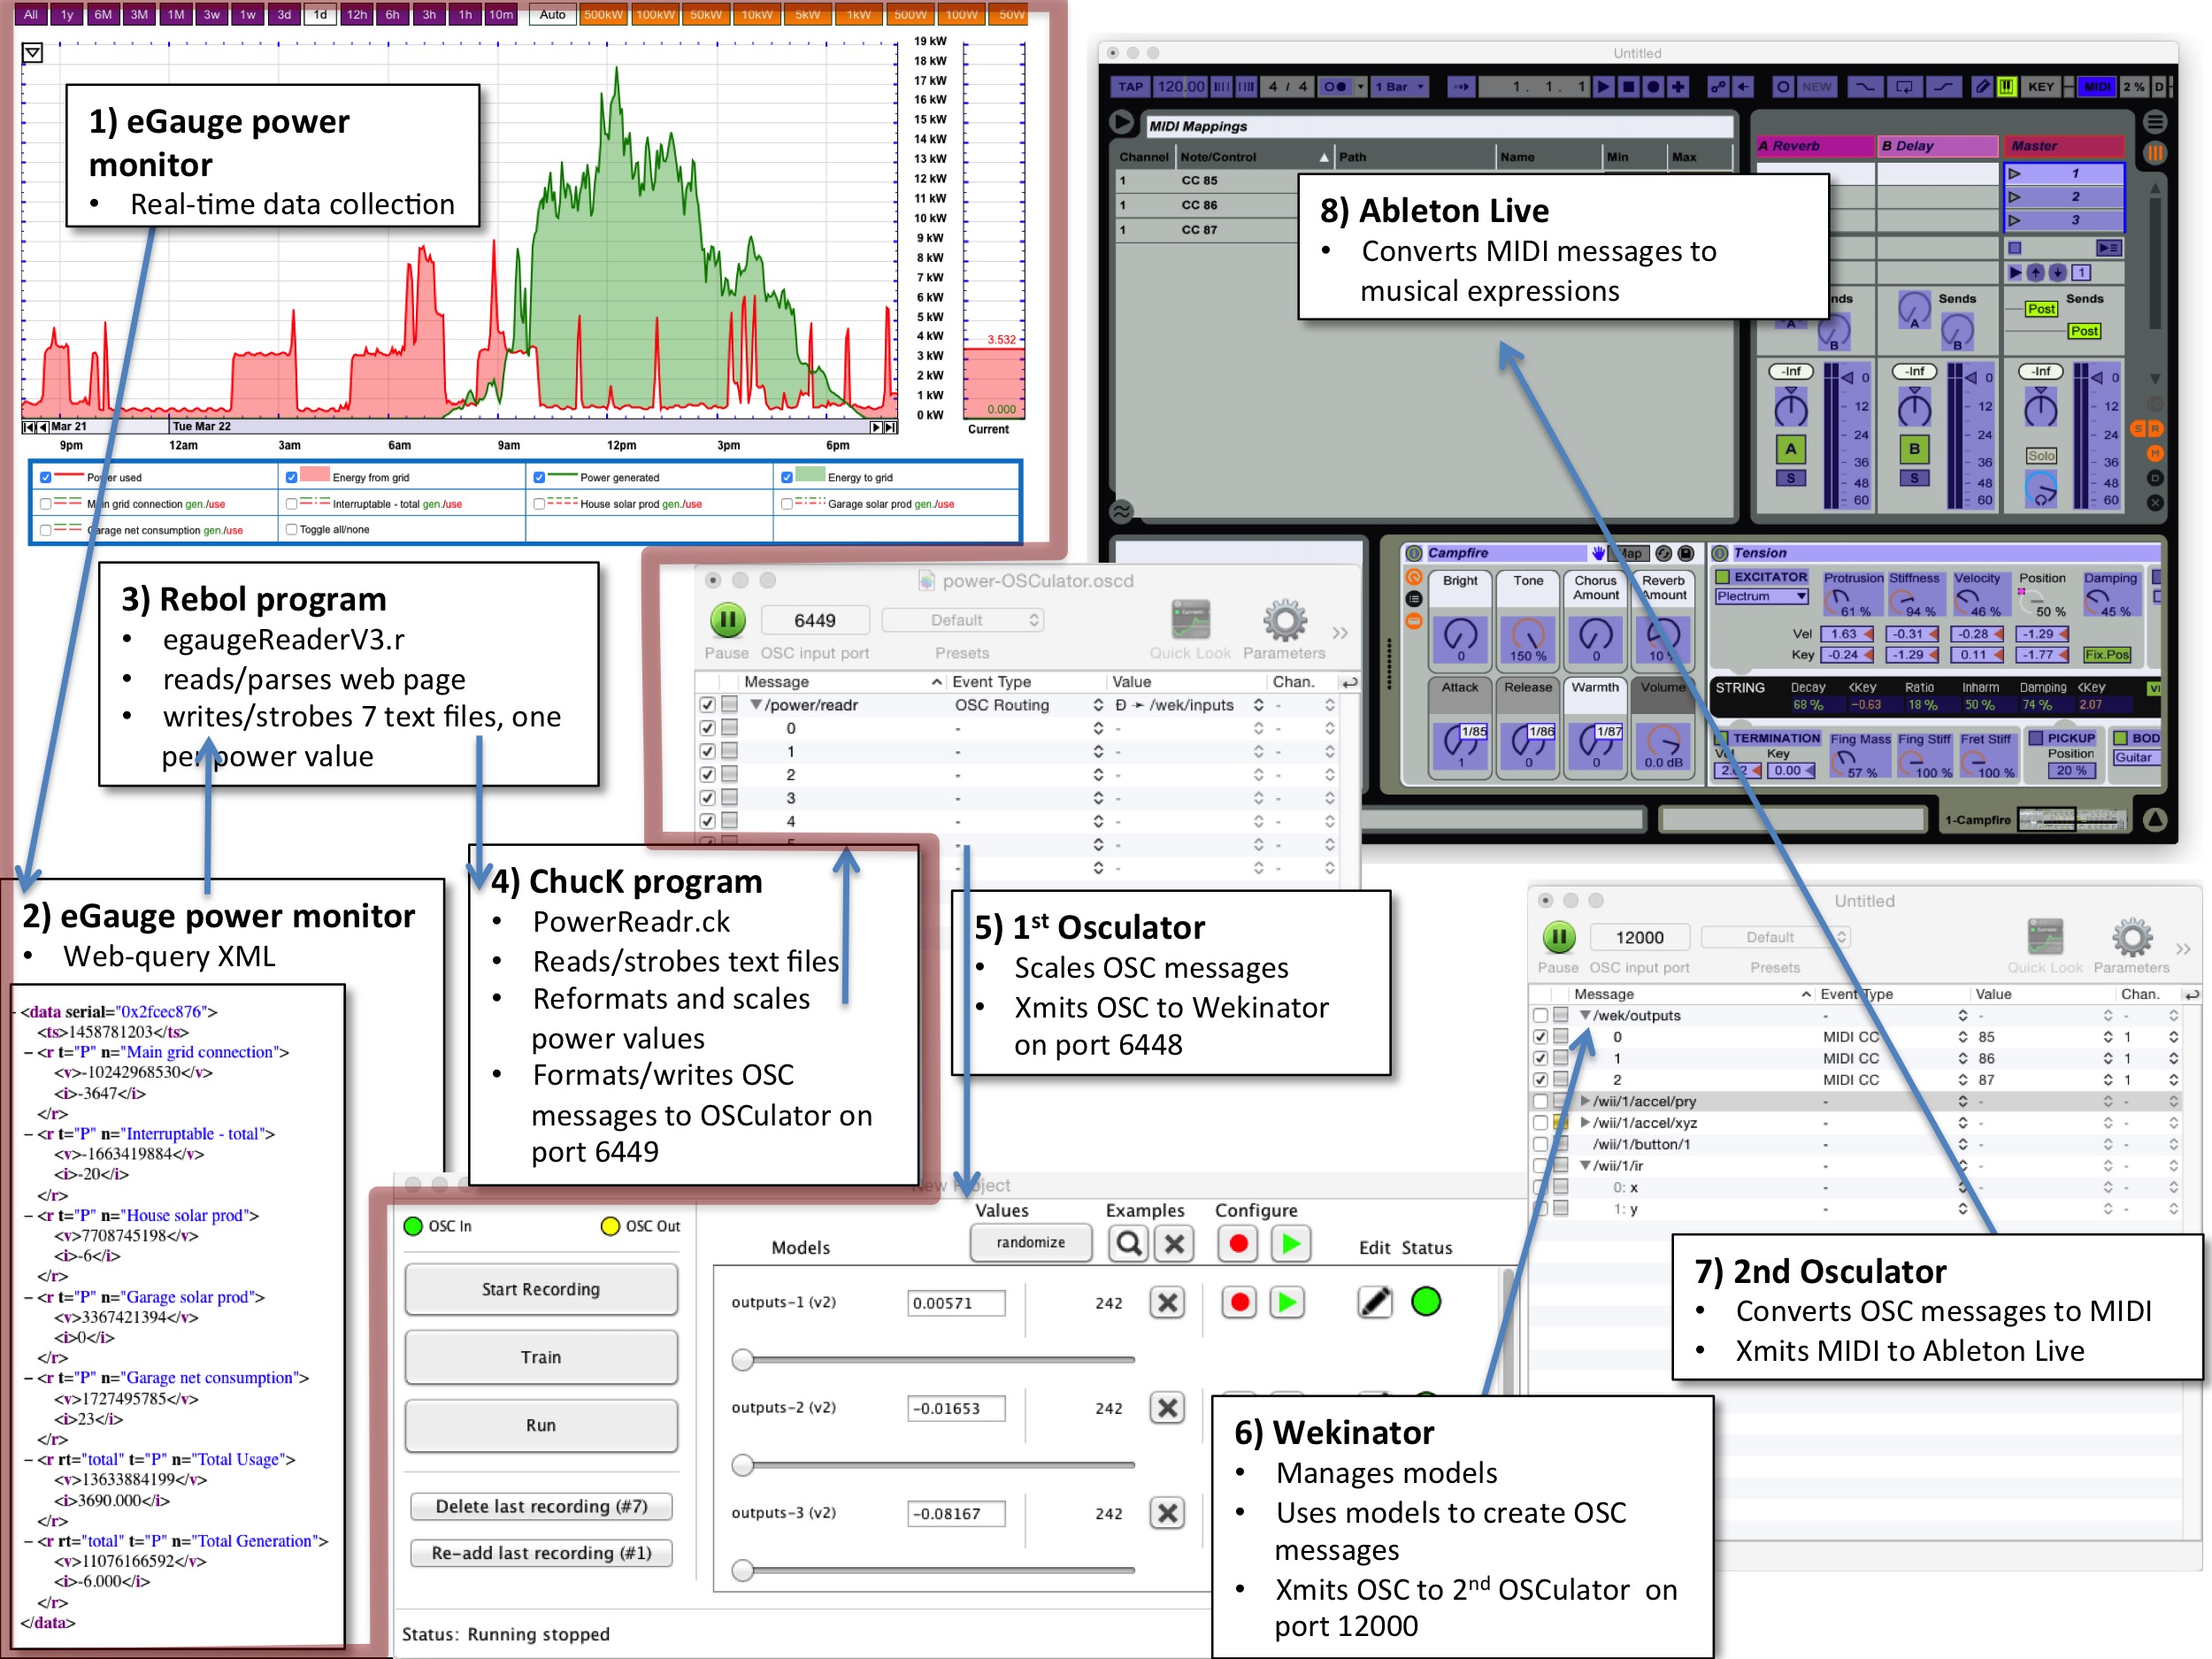 All 1y 6M 3M 1M 3w 1w 3d 1d 12h 6h 3h 1h 10m Auto 500kW 100kW 50kW 10kW 5kW 1kW 500W 100W 50W
19 kW
18 kW
17 kW
16 kW
15 kW
14 kW
13 kW
12 kW
11 kW
10 kW
9 kW
8 kW
7 kW
6 kW
5 kW
4 kW
3 kW
2 kW
1 kW
0 kW
3.532
0.000
Current
Mar 21 Tue Mar 22
9pm 12am 3am 6am 9am 12pm 3pm 6pm
Power used Energy from grid Power generated Energy to grid
Main grid connection gen./use Interruptable - total gen./use House solar prod gen./use Garage solar prod gen./use
Garage net consumption gen./use Toggle all/none
1) eGauge power
monitor
• Real-time data collection
3) Rebol program
• egaugeReaderV3.r
• reads/parses web page
• writes/strobes 7 text files, one
per power value
2) eGauge power monitor
• Web-query XML
- <data serial="0x2fcec876">
<ts>1458781203</ts>
– <r t="P" n="Main grid connection">
<v>-10242968530</v>
<i>-3647</i>
</r>
– <r t="P" n="Interruptable - total">
<v>-1663419884</v>
<i>-20</i>
</r>
– <r t="P" n="House solar prod">
<v>7708745198</v>
<i>-6</i>
</r>
– <r t="P" n="Garage solar prod">
<v>3367421394</v>
<i>0</i>
</r>
– <r t="P" n="Garage net consumption">
<v>1727495785</v>
<i>23</i>
</r>
– <r rt="total" t="P" n="Total Usage">
<v>13633884199</v>
<i>3690.000</i>
</r>
– <r rt="total" t="P" n="Total Generation">
<v>11076166592</v>
<i>-6.000</i>
</r>
</data>
4) ChucK program
• PowerReadr.ck
• Reads/strobes text files
• Reformats and scales
power values
• Formats/writes OSC
messages to OSCulator on
port 6449
power-OSCulator.oscd
6449 Default
Pause OSC input port Presets Quick Look Parameters
Message Event Type Value Chan.
/power/readr OSC Routing Đ ➛ /wek/inputs -
0 - - -
1 - - -
2 - - -
3 - - -
4 - - -
5 - - -
5) 1st Osculator
• Scales OSC messages
• Xmits OSC to Wekinator
on port 6448
New Project
OSC In OSC Out
Start Recording
Train
Run
Delete last recording (#7)
Re-add last recording (#1)
Status: Running stopped
Values Examples Configure
Models randomize Edit Status
outputs-1 (v2) 0.00571 242
outputs-2 (v2) -0.01653 242
outputs-3 (v2) -0.08167 242
6) Wekinator
• Manages models
• Uses models to create OSC
messages
• Xmits OSC to 2nd OSCulator on
port 12000
Untitled
12000 Default
Pause OSC input port Presets Quick Look Parameters
Message Event Type Value Chan.
/wek/outputs - - -
0 MIDI CC 85 1
1 MIDI CC 86 1
2 MIDI CC 87 1
/wii/1/accel/pry - - -
/wii/1/accel/xyz - - -
/wii/1/button/1 - - -
/wii/1/ir - - -
0: x - - -
1: y - - -
7) 2nd Osculator
• Converts OSC messages to MIDI
• Xmits MIDI to Ableton Live
Untitled
TAP 120.00 4 / 4 1 Bar 1. 1. 1 NEW KEY MIDI 2 % D
MIDI Mappings
Channel Note/Control Path Name Min Max
1 CC 85
1 CC 86
1 CC 87
8) Ableton Live
• Converts MIDI messages to
musical expressions
A Reverb B Delay Master
1
2
3
1
nds Sends Sends
A B A B Post Post
-Inf 0 -Inf 0 -Inf 0
12 12 12
24 24 24
A B Solo
36 36 36
S S
48 48 48
60 60 60
S R
M
D
X
Campfire Map
Bright Tone Chorus Amount Reverb Amount
0 150 % 0 10 %
Attack Release Warmth Volume
1/85 1/86 1/87
1 0 0 0.0 dB
Tension
EXCITATOR Protrusion Stiffness Velocity Position Damping
Plectrum 61 % 94 % 46 % 50 % 45 %
Vel 1.63 -0.31 -0.28 -1.29
Key -0.24 -1.29 0.11 -1.77 Fix.Pos
STRING Decay <Key Ratio Inharm Damping <Key
68 % -0.63 18 % 50 % 74 % 2.07
TERMINATION Fing Mass Fing Stiff Fret Stiff PICKUP BOD
Key Position Guitar
0.00 57 % 100 % 100 % 20 %
1-Campfire